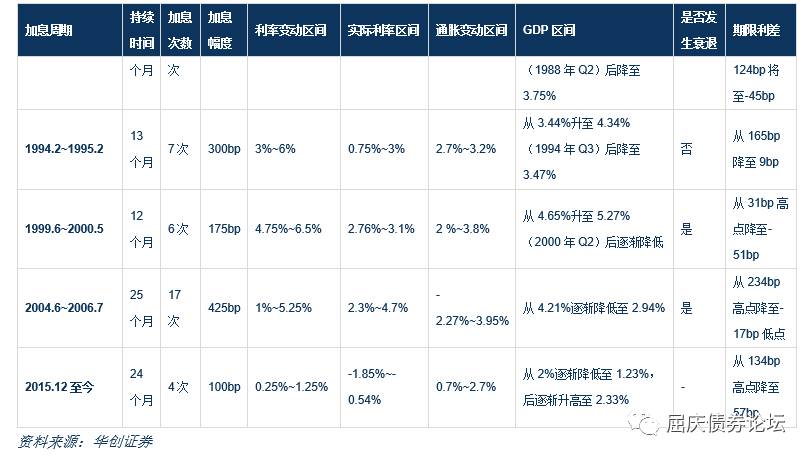 加息周期 持续时间 加息次数 加息幅度 利率变动区间 实际利率区间 通胀变动区间 GDP 区间 是否发生衰退 期限利差
个月 次 （1988 年 Q2）后降至 3.75% 124bp 将至-45bp
1994.2~1995.2 13 个月 7 次 300bp 3%~6% 0.75%~3% 2.7%~3.2% 从 3.44%升至 4.34%（1994 年 Q3）后降至 3.47% 否 从 165bp 降至 9bp
1999.6~2000.5 12 个月 6 次 175bp 4.75%~6.5% 2.76%~3.1% 2 %~3.8% 从 4.65%升至 5.27%（2000 年 Q2）后逐渐降低 是 从 31bp 高点降至-51bp
2004.6~2006.7 25 个月 17 次 425bp 1%~5.25% 2.3%~4.7% -2.27%~3.95% 从 4.21%逐渐降低至 2.94% 是 从 234bp 高点降至-17bp 低点
2015.12 至今 24 个月 4 次 100bp 0.25%~1.25% -1.85%~-0.54% 0.7%~2.7% 从 2%逐渐降低至 1.23%，后逐渐升高至 2.33% - 从 134bp 高点降至 57bp
资料来源：华创证券
屈庆债券论坛